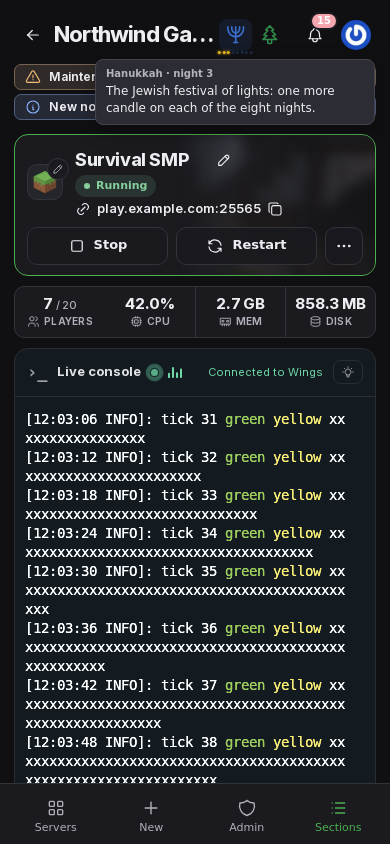 Northwind Ga...
15
Mainten
New no
Hanukkah · night 3
The Jewish festival of lights: one more
candle on each of the eight nights.
Survival SMP
Running
play.example.com:25565
Stop
Restart
7 / 20
PLAYERS
42.0%
CPU
2.7 GB
MEM
858.3 MB
DISK
Live console
Connected to Wings
[12:03:06 INFO]: tick 31 green yellow xx
xxxxxxxxxxxxxxx
[12:03:12 INFO]: tick 32 green yellow xx
xxxxxxxxxxxxxxxxxxxxxx
[12:03:18 INFO]: tick 33 green yellow xx
xxxxxxxxxxxxxxxxxxxxxxxxxxxxx
[12:03:24 INFO]: tick 34 green yellow xx
xxxxxxxxxxxxxxxxxxxxxxxxxxxxxxxxxxxx
[12:03:30 INFO]: tick 35 green yellow xx
xxxxxxxxxxxxxxxxxxxxxxxxxxxxxxxxxxxxxxxx
xxx
[12:03:36 INFO]: tick 36 green yellow xx
xxxxxxxxxxxxxxxxxxxxxxxxxxxxxxxxxxxxxxxx
xxxxxxxxxx
[12:03:42 INFO]: tick 37 green yellow xx
xxxxxxxxxxxxxxxxxxxxxxxxxxxxxxxxxxxxxxxx
xxxxxxxxxxxxxxxxx
[12:03:48 INFO]: tick 38 green yellow xx
xxxxxxxxxxxxxxxxxxxxxxxxxxxxxxxxxxxxxxxx
xxxxxxxxxxxxxxxxxxxxxxxx
Servers
New
Admin
Sections